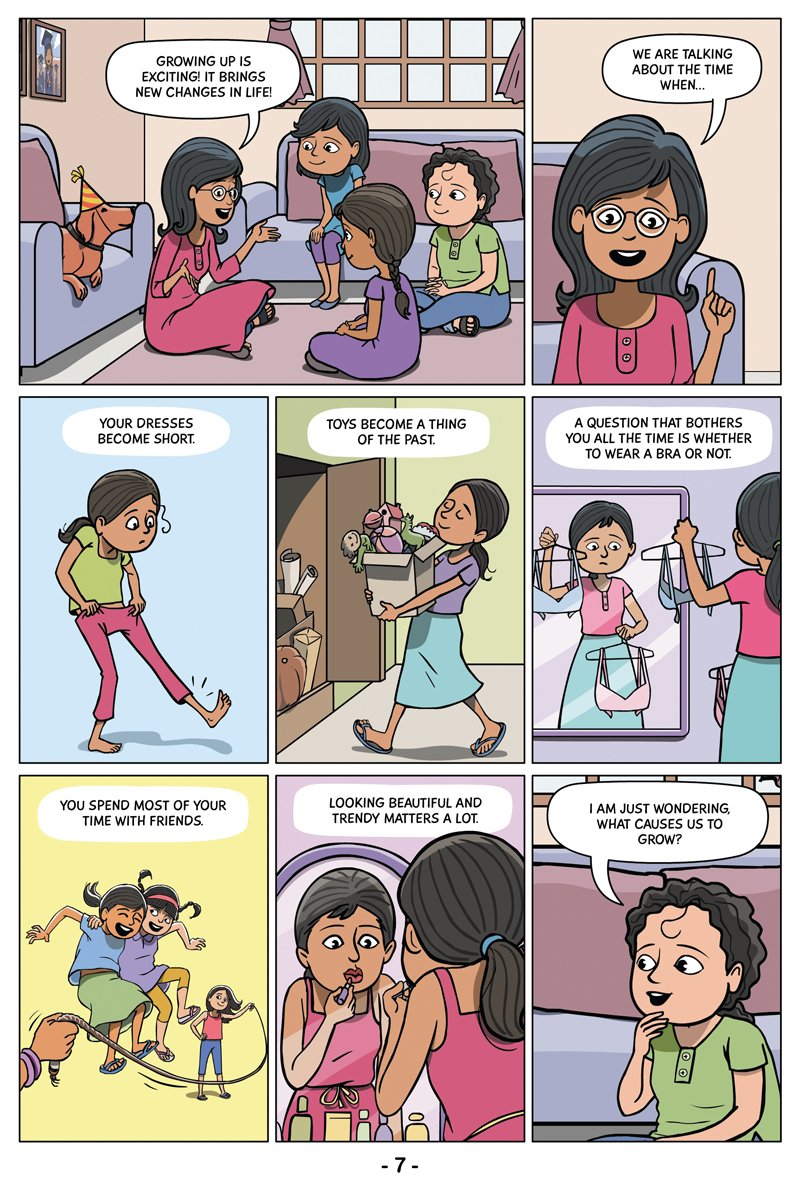 GROWING UP IS
EXCITING! IT BRINGS
NEW CHANGES IN LIFE!
WE ARE TALKING
ABOUT THE TIME
WHEN...
YOUR DRESSES
BECOME SHORT.
TOYS BECOME A THING
OF THE PAST.
A QUESTION THAT BOTHERS
YOU ALL THE TIME IS WHETHER
TO WEAR A BRA OR NOT.
YOU SPEND MOST OF YOUR
TIME WITH FRIENDS.
LOOKING BEAUTIFUL AND
TRENDY MATTERS A LOT.
I AM JUST WONDERING,
WHAT CAUSES US TO
GROW?
- 7 -